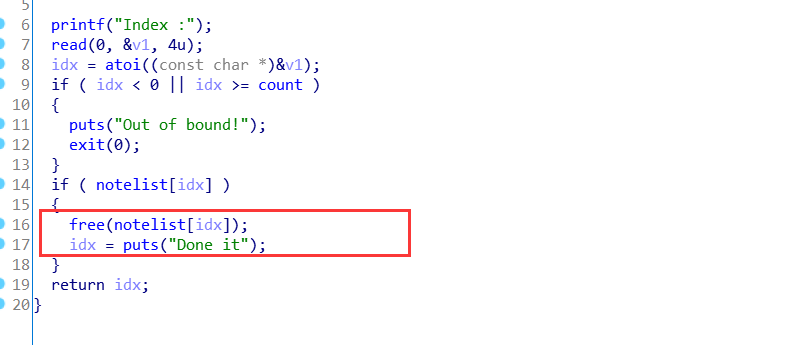 5
6 printf("Index :");
7 read(0, &v1, 4u);
8 idx = atoi((const char *)&v1);
9 if ( idx < 0 || idx >= count )
10 {
11 puts("Out of bound!");
12 exit(0);
13 }
14 if ( notelist[idx] )
15 {
16 free(notelist[idx]);
17 idx = puts("Done it");
18 }
19 return idx;
20 }